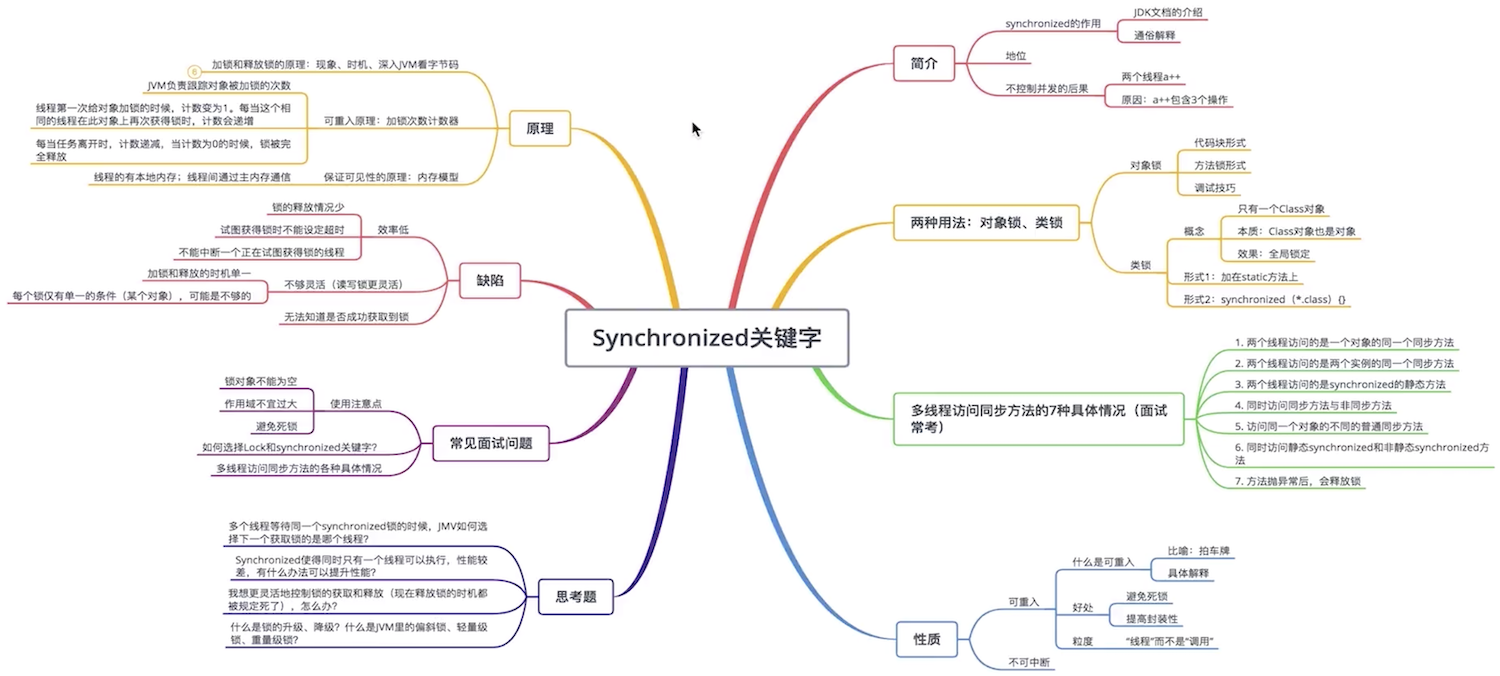 Synchronized关键字
简介
synchronized的作用
JDK文档的介绍
通俗解释
地位
不控制并发的后果
两个线程a++
原因：a++包含3个操作
两种用法：对象锁、类锁
对象锁
代码块形式
方法锁形式
调试技巧
类锁
概念
只有一个Class对象
本质：Class对象也是对象
效果：全局锁定
形式1：加在static方法上
形式2：synchronized（*.class）{}
多线程访问同步方法的7种具体情况（面试
常考）
1. 两个线程访问的是一个对象的同一个同步方法
2. 两个线程访问的是两个实例的同一个同步方法
3. 两个线程访问的是synchronized的静态方法
4. 同时访问同步方法与非同步方法
5. 访问同一个对象的不同的普通同步方法
6. 同时访问静态synchronized和非静态synchronized方
法
7. 方法抛异常后，会释放锁
性质
可重入
什么是可重入
比喻：拍车牌
具体解释
好处
避免死锁
提高封装性
粒度
“线程”而不是“调用”
不可中断
原理
加锁和释放锁的原理：现象、时机、深入JVM看字节码
6
可重入原理：加锁次数计数器
JVM负责跟踪对象被加锁的次数
线程第一次给对象加锁的时候，计数变为1。每当这个相
同的线程在此对象上再次获得锁时，计数会递增
每当任务离开时，计数递减，当计数为0的时候，锁被完
全释放
保证可见性的原理：内存模型
线程的有本地内存；线程间通过主内存通信
缺陷
效率低
锁的释放情况少
试图获得锁时不能设定超时
不能中断一个正在试图获得锁的线程
不够灵活（读写锁更灵活）
加锁和释放的时机单一
每个锁仅有单一的条件（某个对象），可能是不够的
无法知道是否成功获取到锁
常见面试问题
使用注意点
锁对象不能为空
作用域不宜过大
避免死锁
如何选择Lock和synchronized关键字？
多线程访问同步方法的各种具体情况
思考题
多个线程等待同一个synchronized锁的时候，JMV如何选
择下一个获取锁的是哪个线程？
Synchronized使得同时只有一个线程可以执行，性能较
差，有什么办法可以提升性能？
我想更灵活地控制锁的获取和释放（现在释放锁的时机都
被规定死了），怎么办？
什么是锁的升级、降级？什么是JVM里的偏斜锁、轻量级
锁、重量级锁？